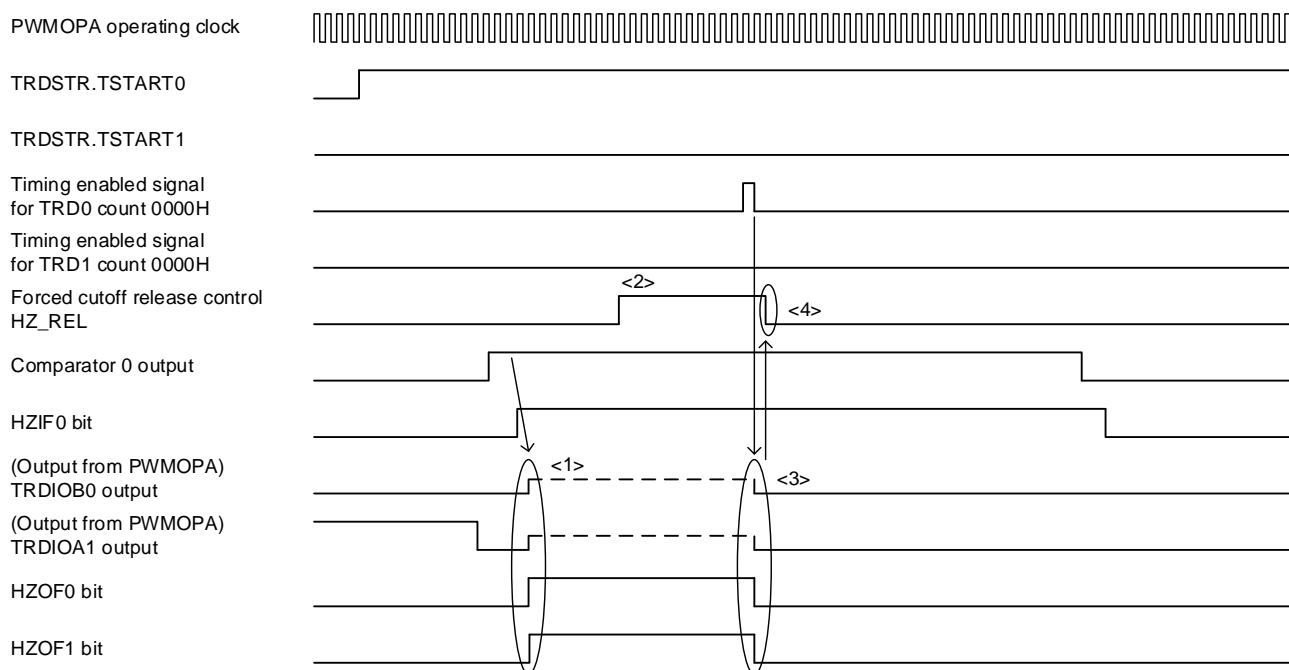 PWMOPA operating clock
TRDSTR.TSTART0
TRDSTR.TSTART1
Timing enabled signal
for TRD0 count 0000H
Timing enabled signal
for TRD1 count 0000H
Forced cutoff release control
HZ_REL
<2>
<4>
Comparator 0 output
HZIF0 bit
(Output from PWMOPA)
TRDIOB0 output
<1>
<3>
(Output from PWMOPA)
TRDIOA1 output
HZOF0 bit
HZOF1 bit